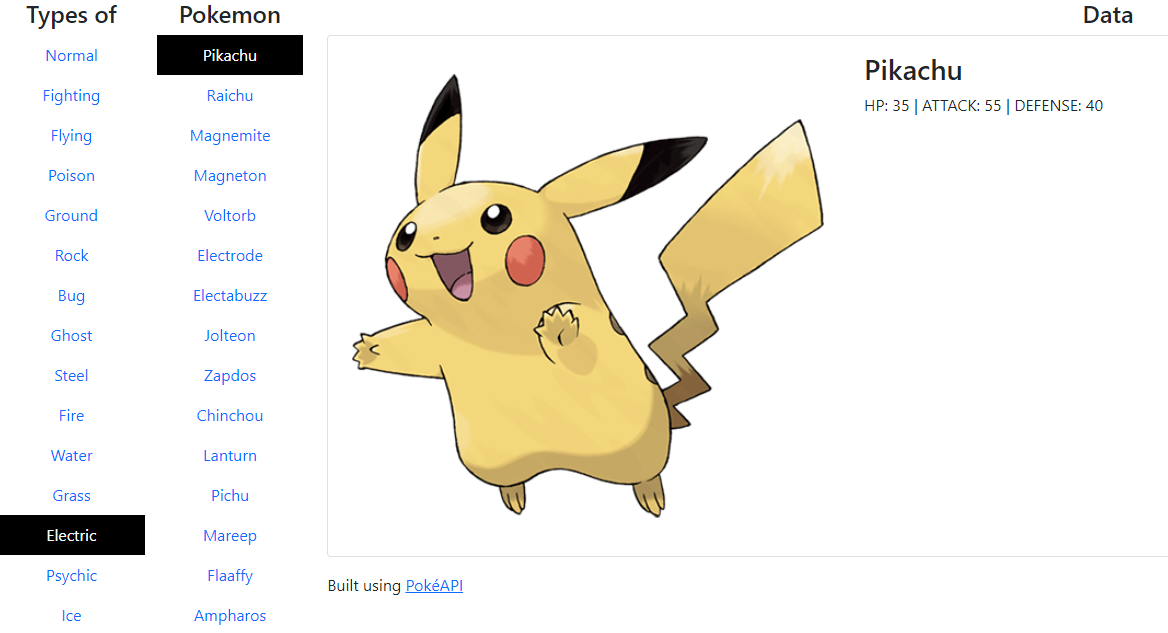 Types of
Normal
Fighting
Flying
Poison
Ground
Rock
Bug
Ghost
Steel
Fire
Water
Grass
Electric
Psychic
Ice
Pokemon
Pikachu
Raichu
Magnemite
Magneton
Voltorb
Electrode
Electabuzz
Jolteon
Zapdos
Chinchou
Lanturn
Pichu
Mareep
Flaaffy
Ampharos
Data
Pikachu
HP: 35 | ATTACK: 55 | DEFENSE: 40
Built using PokéAPI